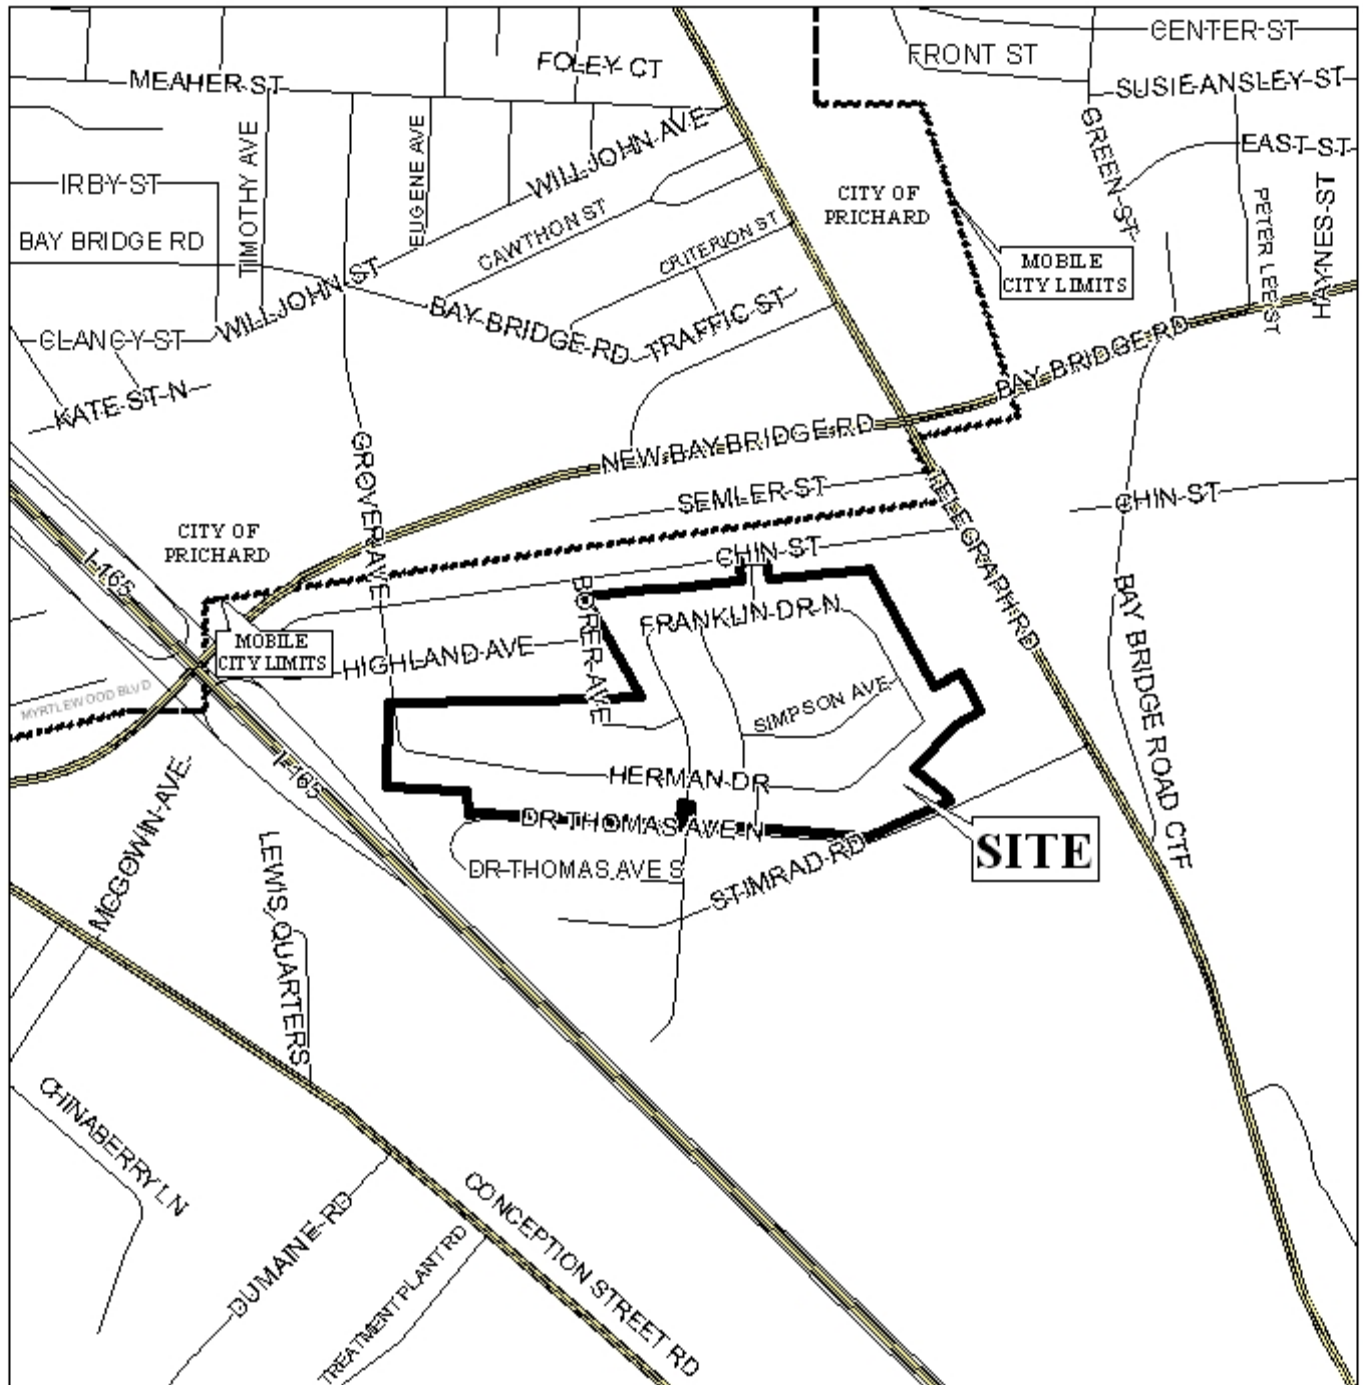 CENTER-ST
FRONT ST
FOLEY CT
MEAHER ST
SUSIE ANSLEY-ST
TIMOTHY AVE
EUGENE AVE
WILL JOHN AVE
GREEN-ST
EAST-ST
IRBY-ST
CITY OF
PRICHARD
PETER LEE ST
HAYNES-ST
BAY BRIDGE RD
CAWTHON ST
CRITERION ST
MOBILE
CITY LIMITS
WILL JOHN ST
BAY BRIDGE RD
TRAFFIC ST
CLANCY-ST
BAY BRIDGE RD
KATE-ST-N
GROVER AVE
NEW BAY BRIDGE RD
SEMLER-ST
TELEGRAPH RD
CHIN-ST
CITY OF
PRICHARD
I-165
CHIN-ST
BORER-AVE
FRANKLIN-DR-N
BAY BRIDGE ROAD CTF
MOBILE
CITY LIMITS
HIGHLAND AVE
MYRTLEWOOD BLVD
SIMPSON AVE
I-165
HERMAN-DR
MCGOWIN-AVE
DR THOMAS AVE N
LEWIS QUARTERS
DR-THOMAS AVE S
ST IMRAD-RD
SITE
CHINABERRY LN
DUMAINE-RD
TREATMENT PLANT RD
CONCEPTION STREET RD